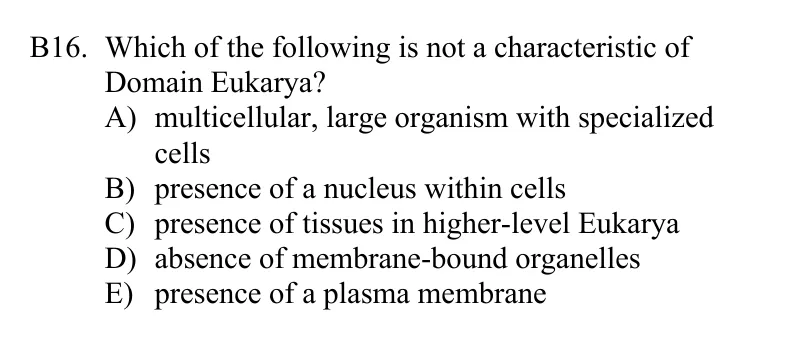 B16. Which of the following is not a characteristic of
Domain Eukarya?
A) multicellular, large organism with specialized
cells
B) presence of a nucleus within cells
C) presence of tissues in higher-level Eukarya
D) absence of membrane-bound organelles
E) presence of a plasma membrane